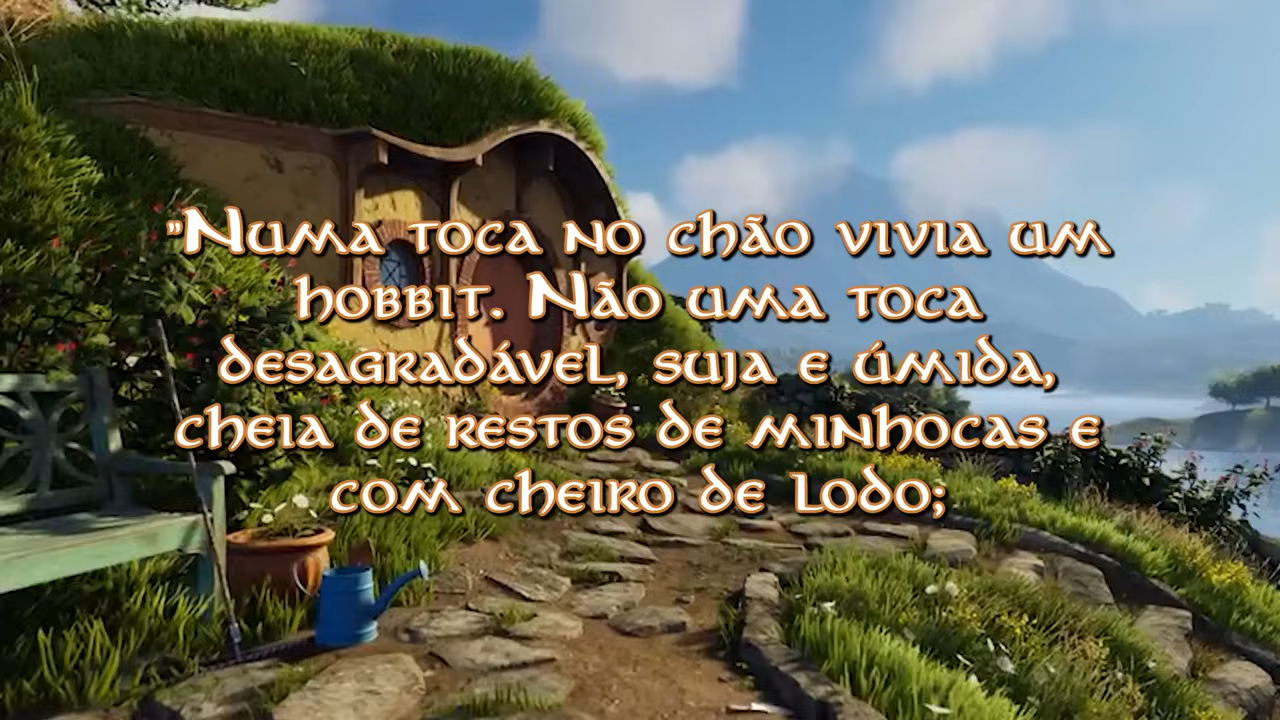 "Numa toca no chão vivia um
hobbit. Não uma toca
desagradável, suja e úmida,
cheia de restos de minhocas e
com cheiro de lodo;